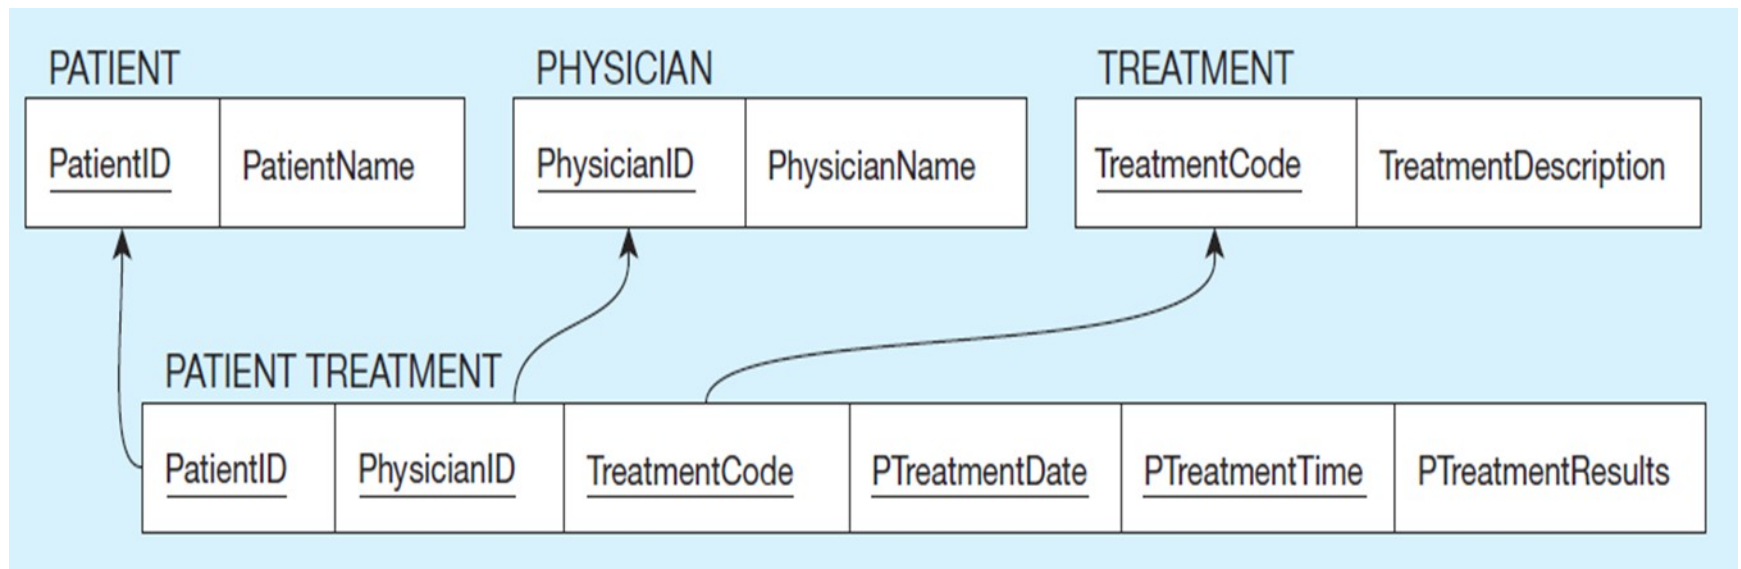 PATIENT PHYSICIAN TREATMENT
PatientID PatientName PhysicianID PhysicianName TreatmentCode TreatmentDescription
PATIENT TREATMENT
PatientID PhysicianID TreatmentCode PTreatmentDate PTreatmentTime PTreatmentResults